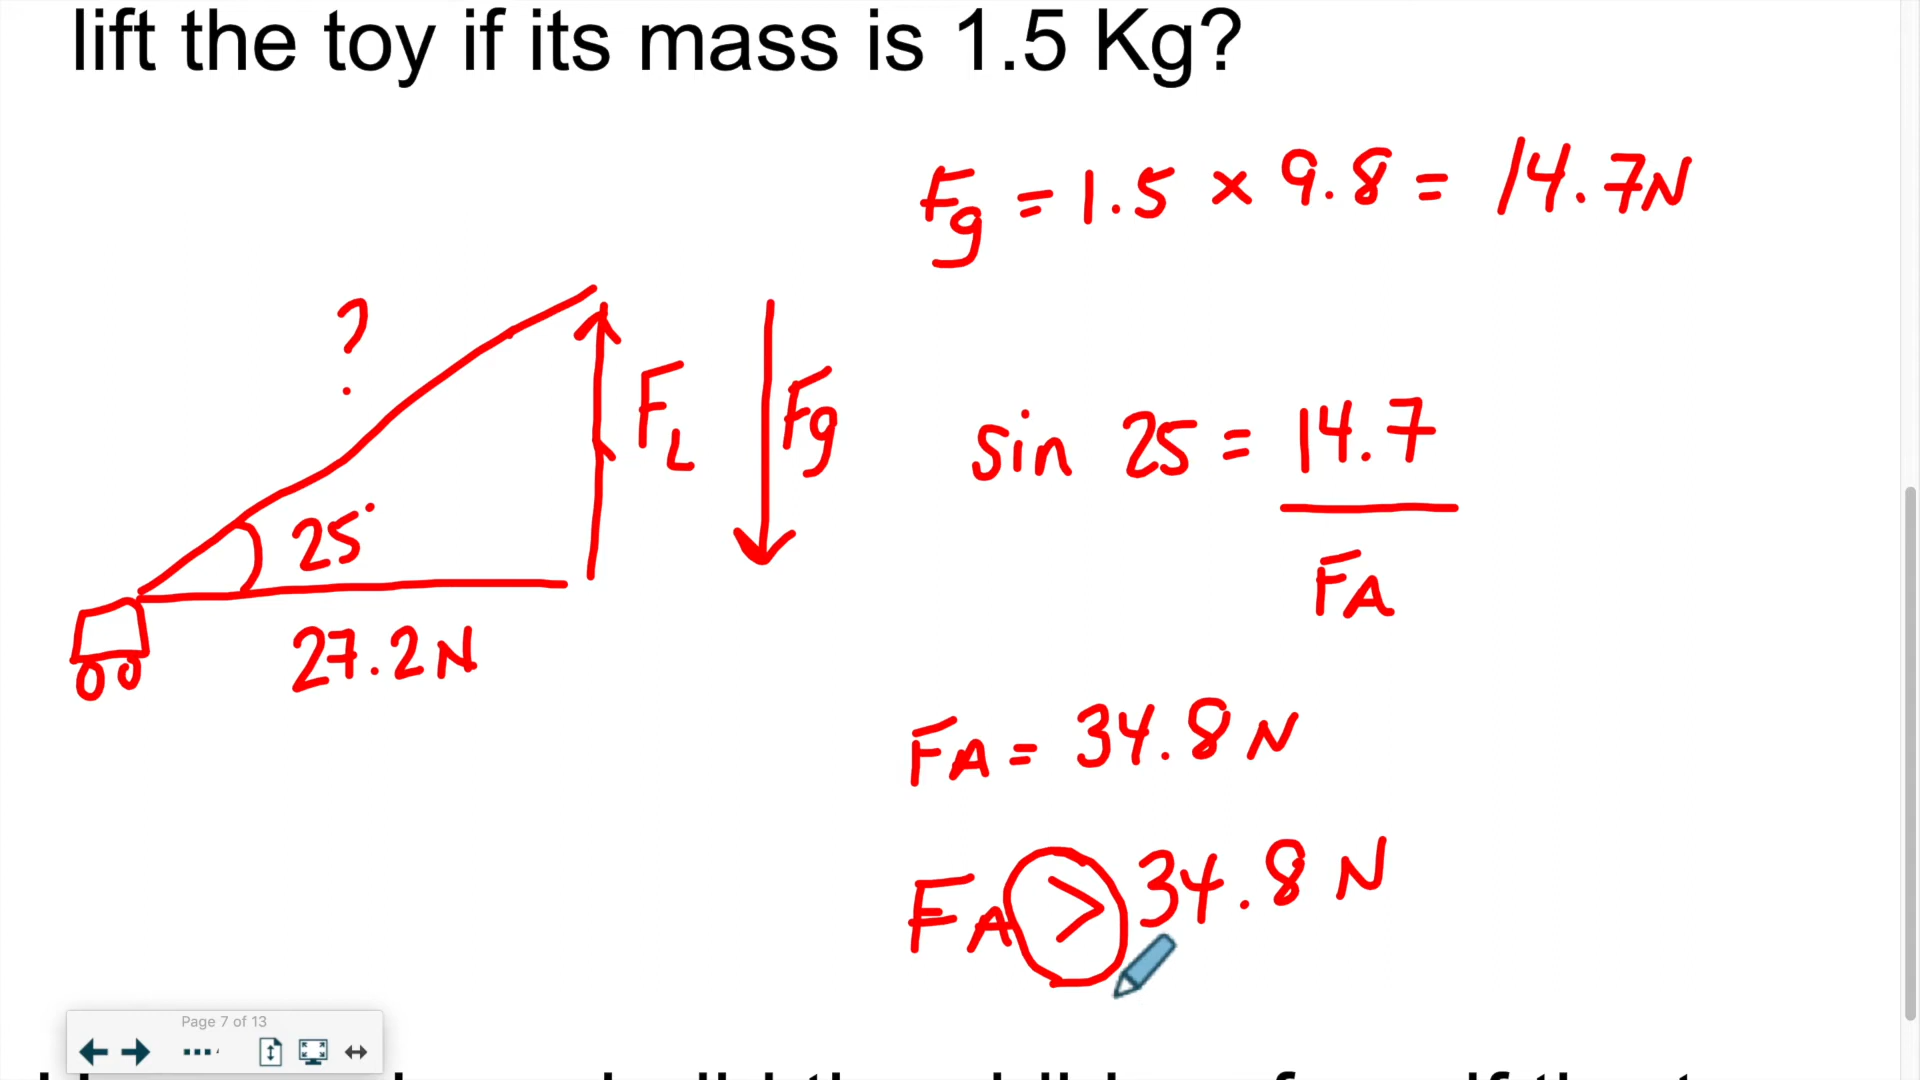 lift the toy if its mass is 1.5 Kg?
Fg = 1.5 × 9.8 = 14.7N
?
FL
Fg
sin 25 = 14.7
FA
25°
27.2N
FA = 34.8 N
FA > 34.8 N
Page 7 of 13